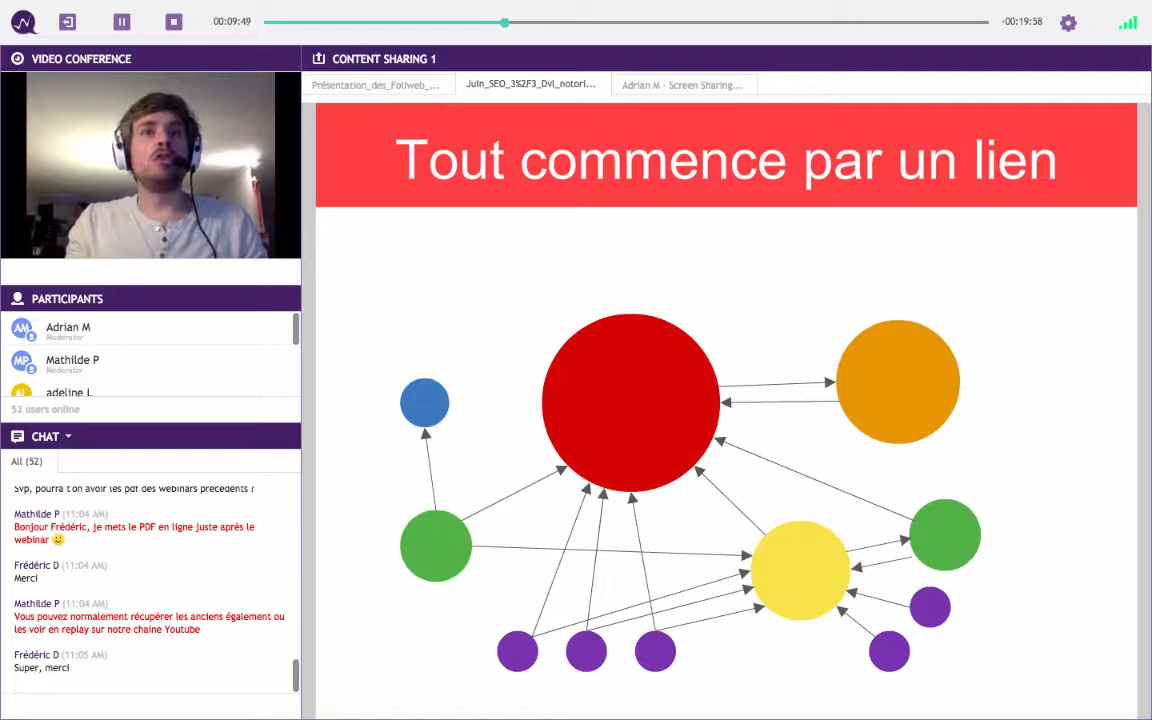 00:09:49
-00:19:58
VIDEO CONFERENCE
CONTENT SHARING 1
Présentation_des_Foliweb_...
Juin_SEO_3%2F3_Dvl_notori...
Adrian M - Screen Sharing...
Tout commence par un lien
PARTICIPANTS
AM
Adrian M
Moderator
MP
Mathilde P
Moderator
AL
adeline L
52 users online
CHAT
All (52)
Svp, pourra t'on avoir les pdf des webinars precedents ?
Mathilde P (11:04 AM)
Bonjour Frédéric, je mets le PDF en ligne juste après le
webinar
Frédéric D (11:04 AM)
Merci
Mathilde P (11:04 AM)
Vous pouvez normalement récupérer les anciens également ou
les voir en replay sur notre chaine Youtube
Frédéric D (11:05 AM)
Super, merci